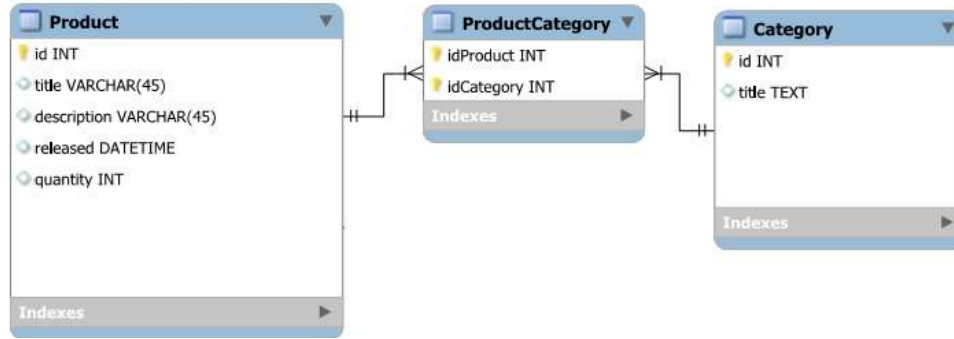 Product
id INT
title VARCHAR(45)
description VARCHAR(45)
released DATETIME
quantity INT
Indexes
ProductCategory
idProduct INT
idCategory INT
Indexes
Category
id INT
title TEXT
Indexes